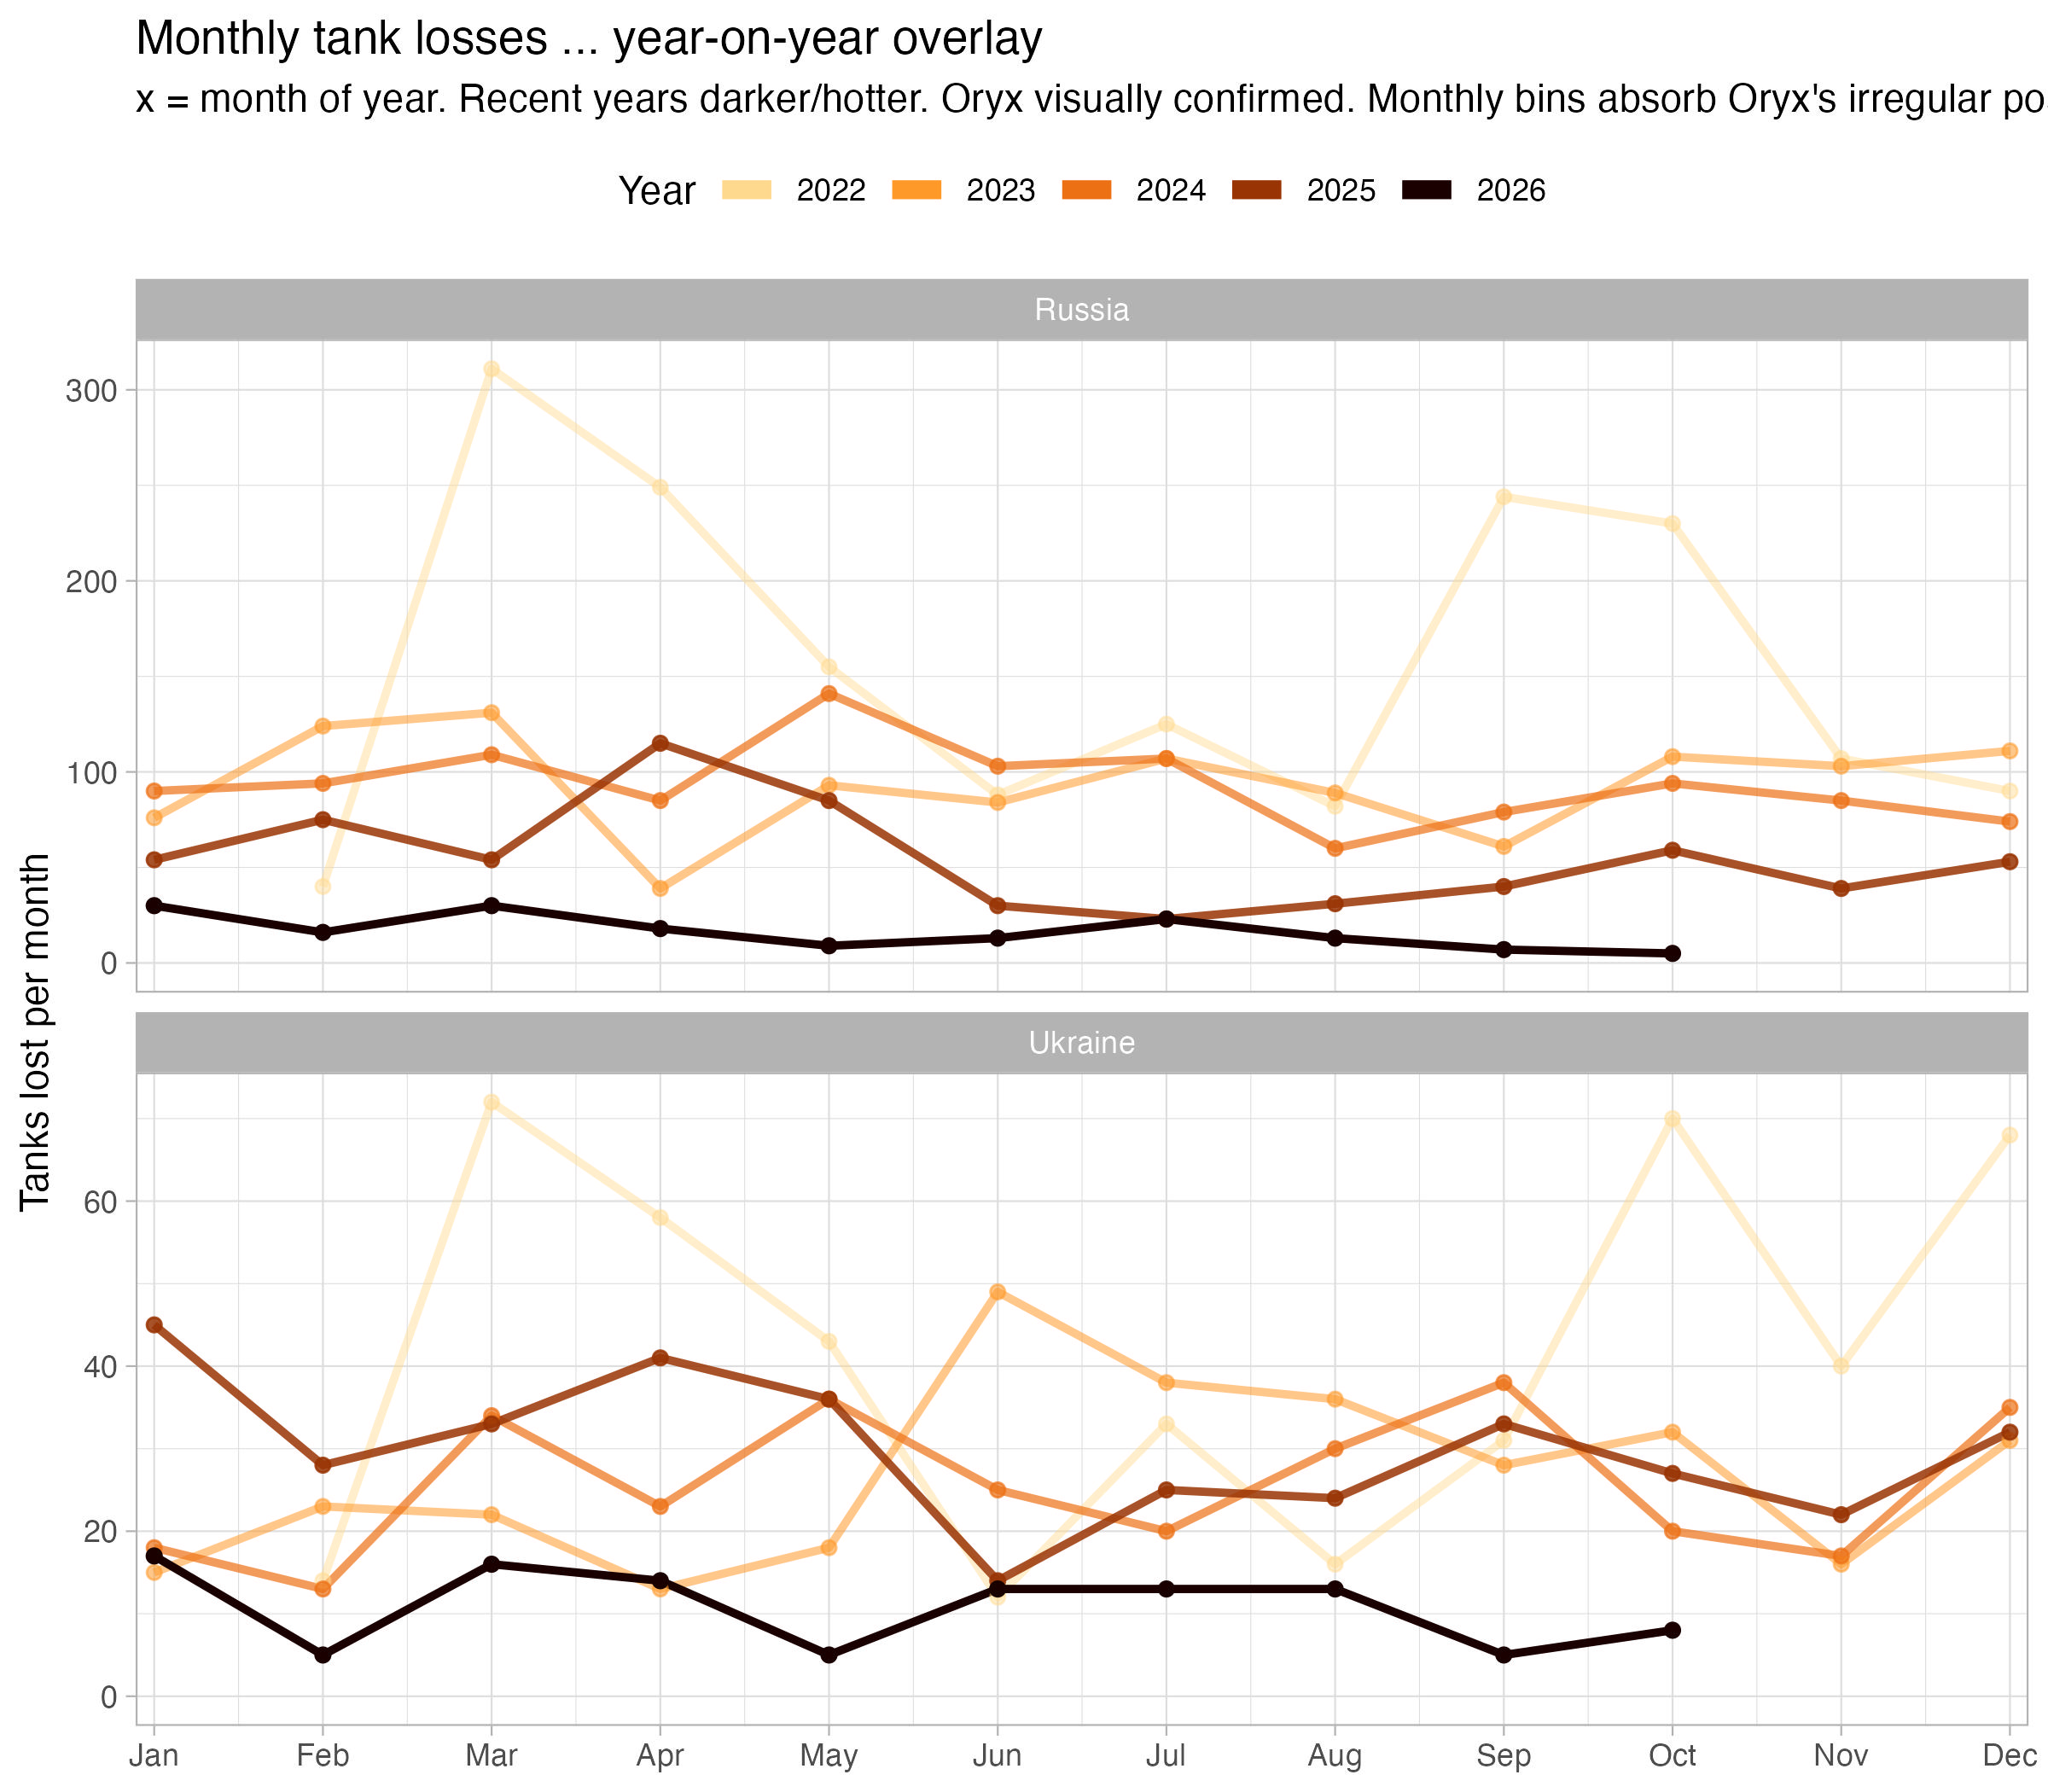 Monthly tank losses ... year-on-year overlay
x = month of year. Recent years darker/hotter. Oryx visually confirmed. Monthly bins absorb Oryx's irregular
Year 2022 2023 2024 2025 2026
Russia
300
200
100
0
Tanks lost per month
Ukraine
60
40
20
0
Jan Feb Mar Apr May Jun Jul Aug Sep Oct Nov Dec